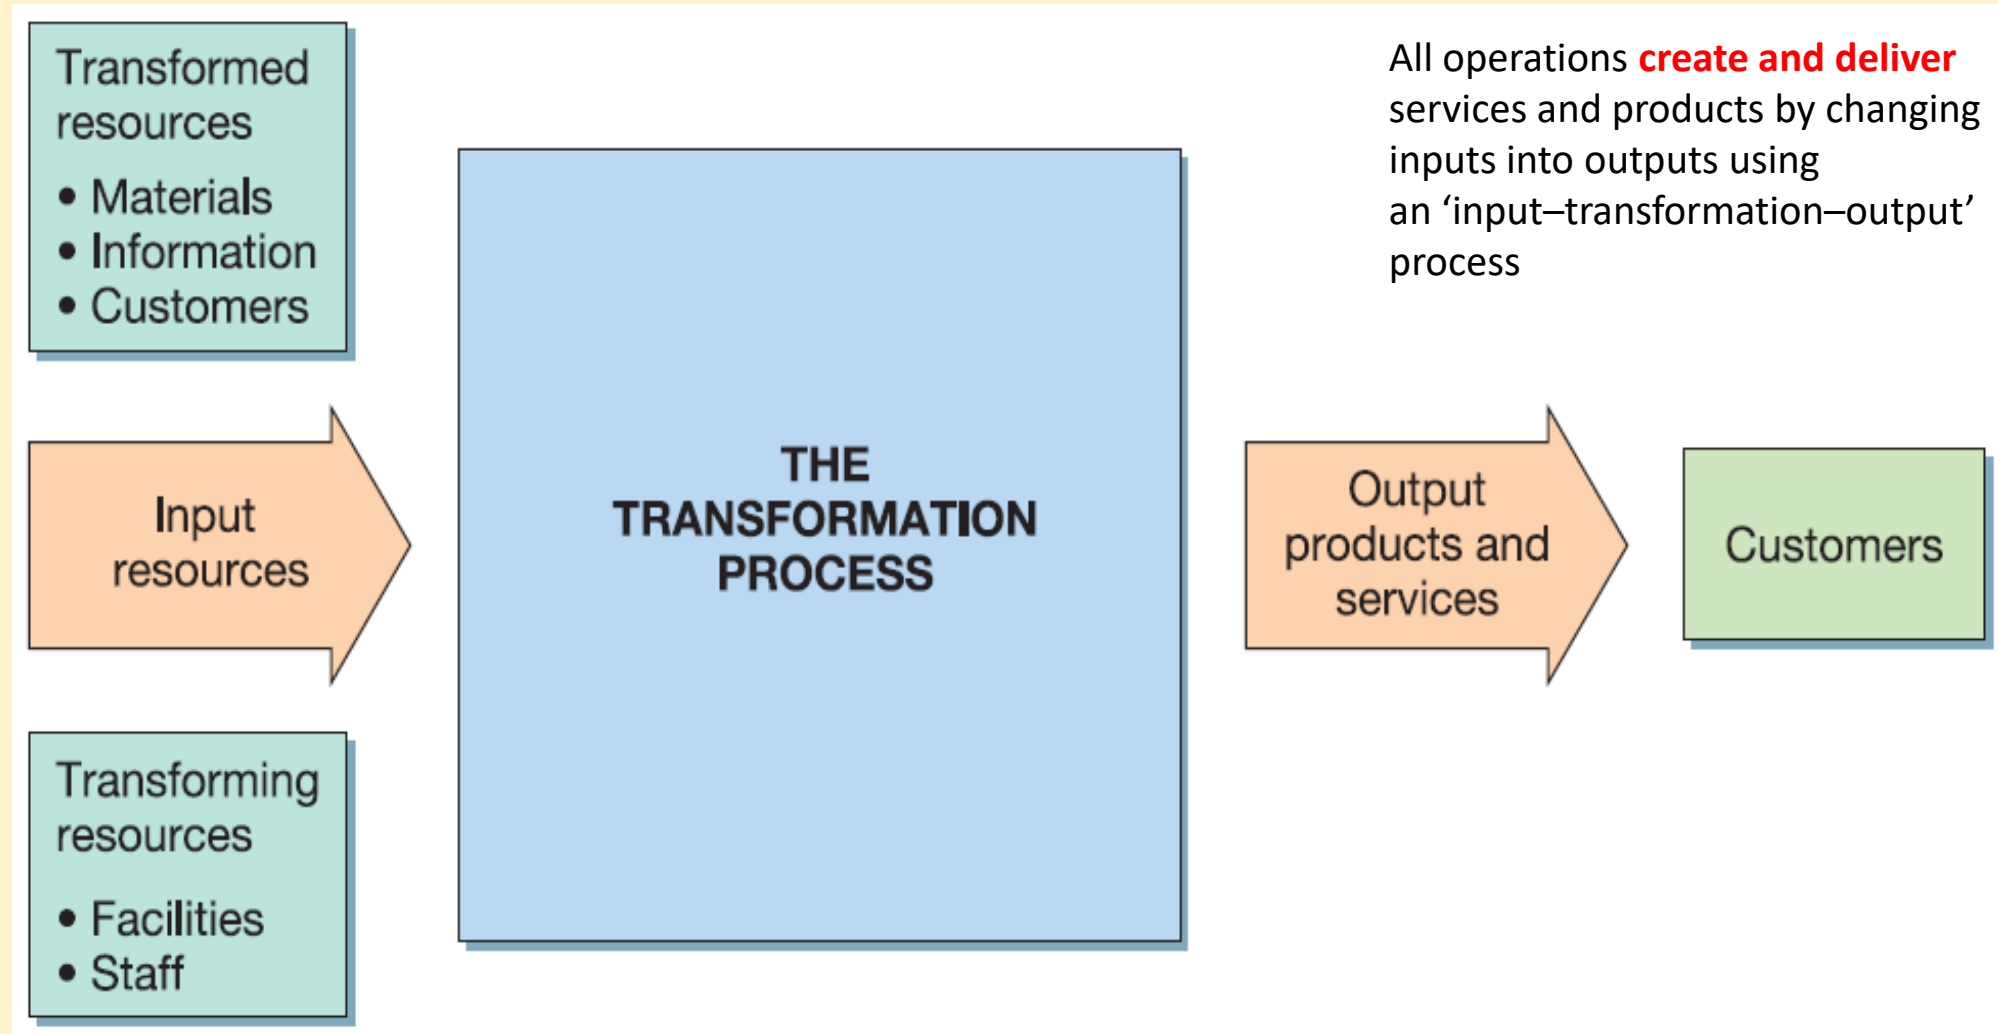 Transformed
resources
• Materials
• Information
• Customers
Input
resources
Transforming
resources
• Facilities
• Staff
THE
TRANSFORMATION
PROCESS
All operations create and deliver
services and products by changing
inputs into outputs using
an ‘input–transformation–output’
process
Output
products and
services
Customers